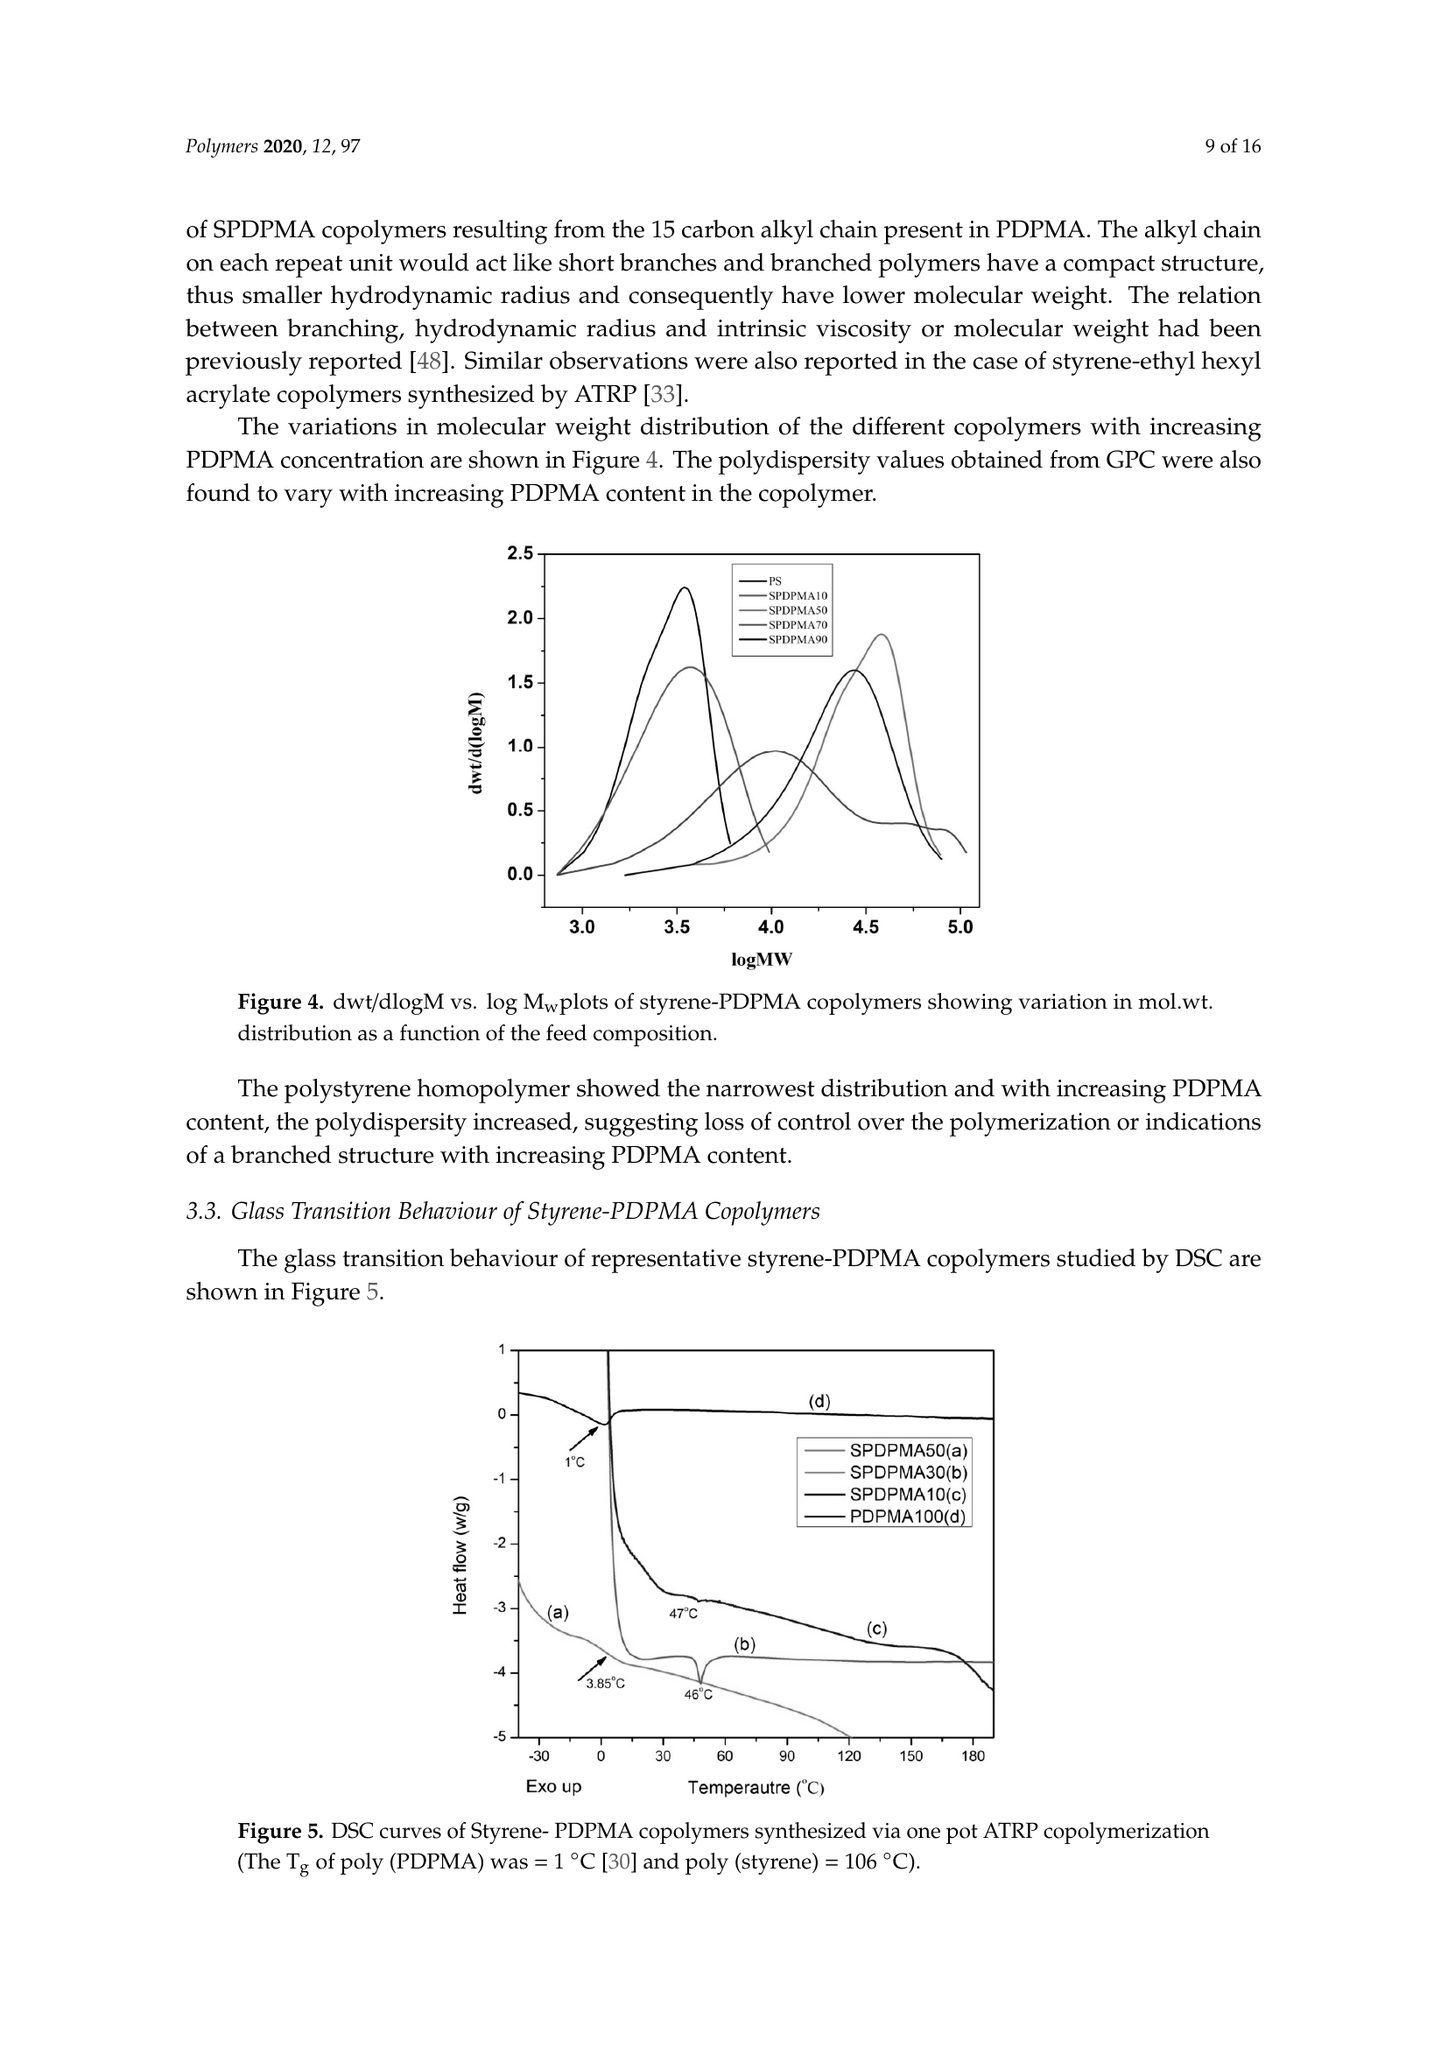 Polymers 2020, 12, 97
9 of 16
of SPDPMA copolymers resulting from the 15 carbon alkyl chain present in PDPMA. The alkyl chain
on each repeat unit would act like short branches and branched polymers have a compact structure,
thus smaller hydrodynamic radius and consequently have lower molecular weight. The relation
between branching, hydrodynamic radius and intrinsic viscosity or molecular weight had been
previously reported [48]. Similar observations were also reported in the case of styrene-ethyl hexyl
acrylate copolymers synthesized by ATRP [33].
The variations in molecular weight distribution of the different copolymers with increasing
PDPMA concentration are shown in Figure 4. The polydispersity values obtained from GPC were also
found to vary with increasing PDPMA content in the copolymer.
2.5
2.0
1.5
1.0
0.5
0.0
dwt/d(logM)
PS
SPDPMA10
SPDPMA50
SPDPMA70
SPDPMA90
3.0 3.5 4.0 4.5 5.0
logMW
Figure 4. dwt/dlogM vs. log Mwplots of styrene-PDPMA copolymers showing variation in mol.wt.
distribution as a function of the feed composition.
The polystyrene homopolymer showed the narrowest distribution and with increasing PDPMA
content, the polydispersity increased, suggesting loss of control over the polymerization or indications
of a branched structure with increasing PDPMA content.
3.3. Glass Transition Behaviour of Styrene-PDPMA Copolymers
The glass transition behaviour of representative styrene-PDPMA copolymers studied by DSC are
shown in Figure 5.
1
0
-1
-2
-3
-4
-5
Heat flow (w/g)
(d)
1°C
SPDPMA50(a)
SPDPMA30(b)
SPDPMA10(c)
PDPMA100(d)
(a)
47°C
(c)
(b)
3.85°C
46°C
-30 0 30 60 90 120 150 180
Exo up
Temperautre (°C)
Figure 5. DSC curves of Styrene- PDPMA copolymers synthesized via one pot ATRP copolymerization
(The Tg of poly (PDPMA) was = 1 °C [30] and poly (styrene) = 106 °C).